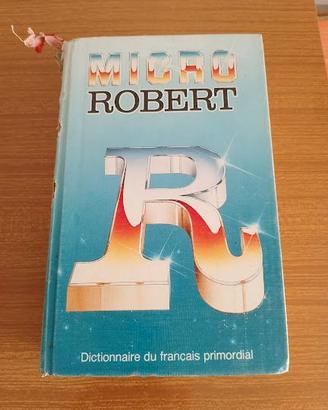 MICRO
ROBERT
R
Dictionnaire du français primordial